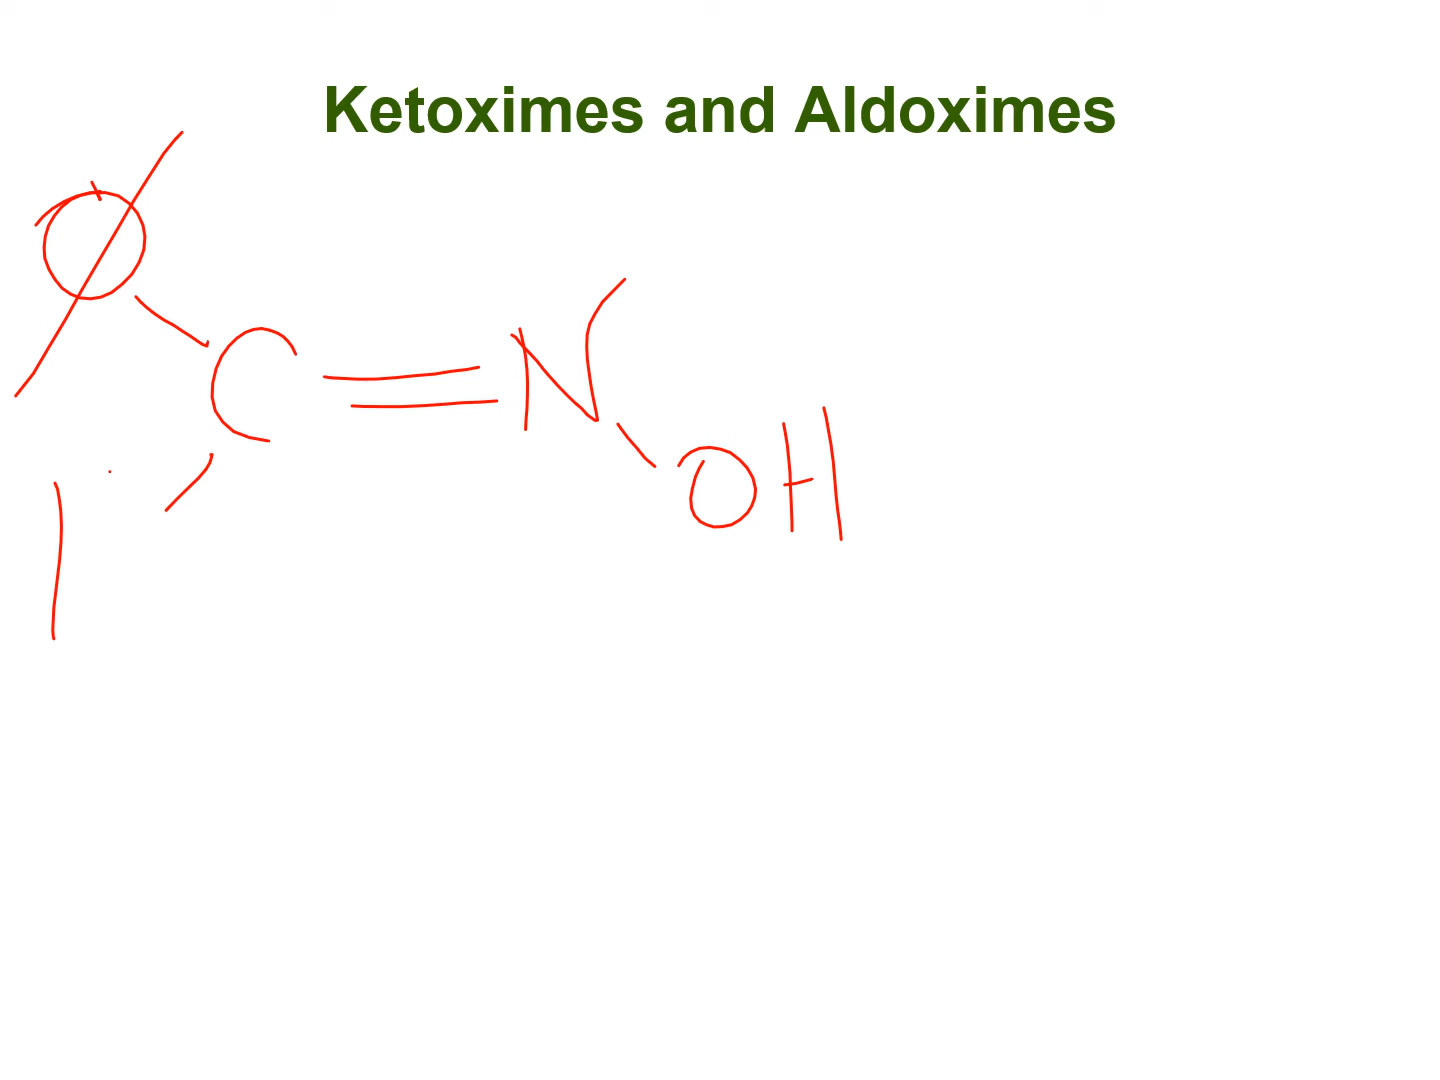 Ketoximes and Aldoximes
Ø
C = N
OH